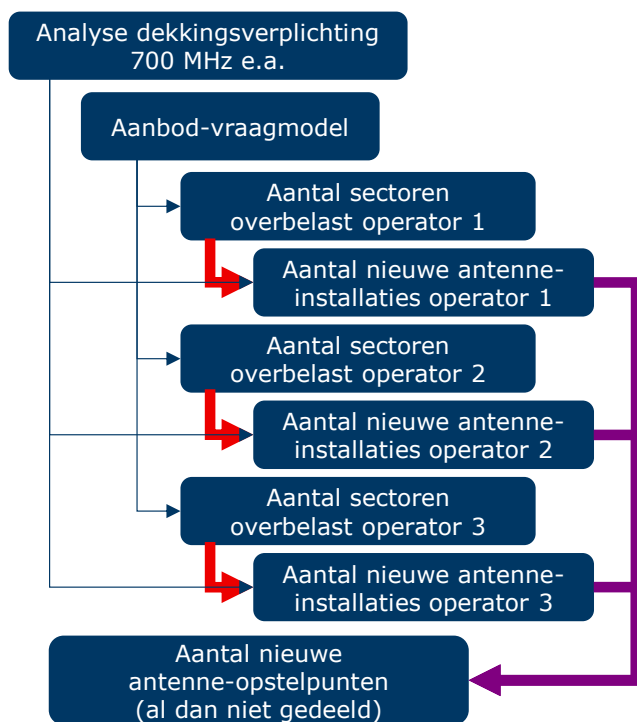 Analyse dekkingsverplichting
700 MHz e.a.
Aanbod-vraagmodel
Aantal sectoren
overbelast operator 1
Aantal nieuwe antenne-
installaties operator 1
Aantal sectoren
overbelast operator 2
Aantal nieuwe antenne-
installaties operator 2
Aantal sectoren
overbelast operator 3
Aantal nieuwe antenne-
installaties operator 3
Aantal nieuwe
antenne-opstelpunten
(al dan niet gedeeld)